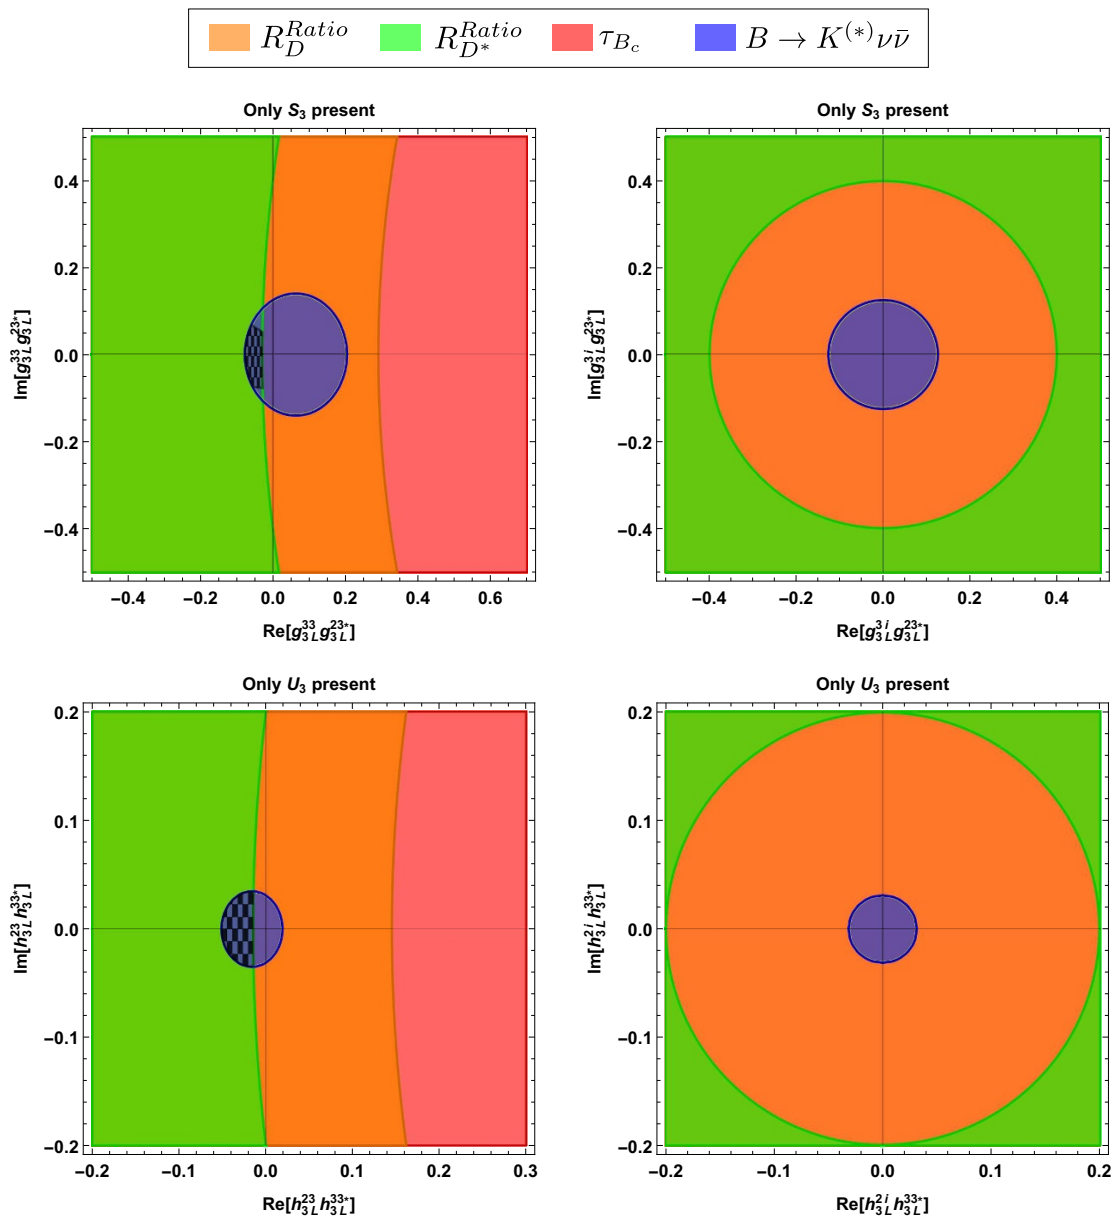 R_D^{Ratio} R_{D*}^{Ratio} τ_{B_c} B → K^{(*)}νν̄
Only S₃ present
0.4
0.2
0.0
−0.2
−0.4
Im[g_{3L}^{33} g_{3L}^{23*}]
−0.4 −0.2 0.0 0.2 0.4 0.6
Re[g_{3L}^{33} g_{3L}^{23*}]
Only S₃ present
0.4
0.2
0.0
−0.2
−0.4
Im[g_{3L}^{3i} g_{3L}^{23*}]
−0.4 −0.2 0.0 0.2 0.4
Re[g_{3L}^{3i} g_{3L}^{23*}]
Only U₃ present
0.2
0.1
0.0
−0.1
−0.2
Im[h_{3L}^{23} h_{3L}^{33*}]
−0.2 −0.1 0.0 0.1 0.2 0.3
Re[h_{3L}^{23} h_{3L}^{33*}]
Only U₃ present
0.2
0.1
0.0
−0.1
−0.2
Im[h_{3L}^{2i} h_{3L}^{33*}]
−0.2 −0.1 0.0 0.1 0.2
Re[h_{3L}^{2i} h_{3L}^{33*}]